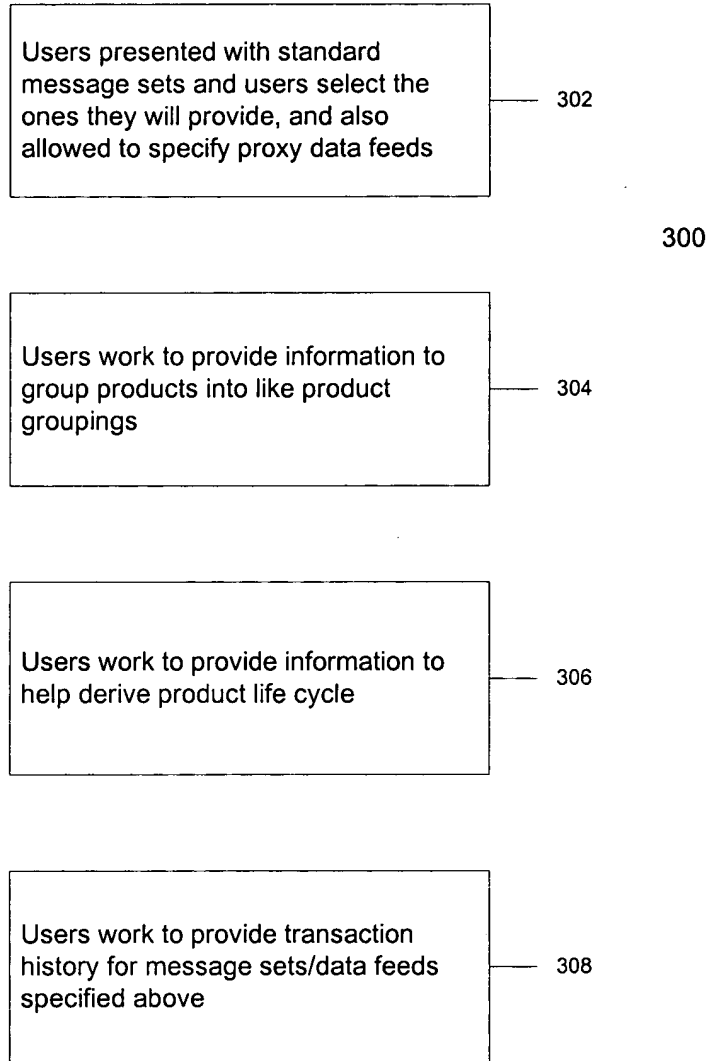 Users presented with standard
message sets and users select the
ones they will provide, and also
allowed to specify proxy data feeds
302
300
Users work to provide information to
group products into like product
groupings
304
Users work to provide information to
help derive product life cycle
306
Users work to provide transaction
history for message sets/data feeds
specified above
308